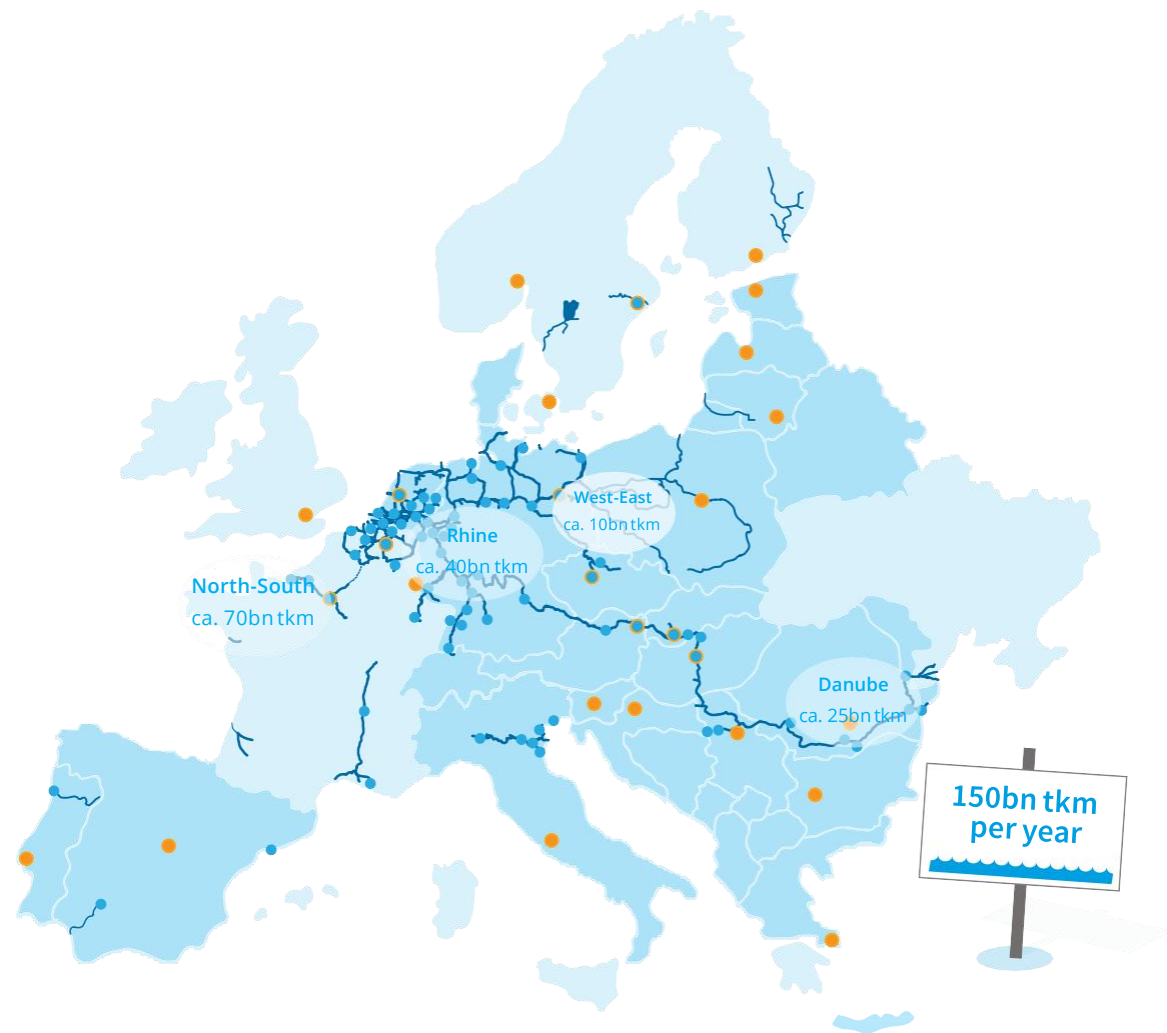 West-East
ca. 10bn tkm
Rhine
ca. 40bn tkm
North-South
ca. 70bn tkm
Danube
ca. 25bn tkm
150bn tkm
per year